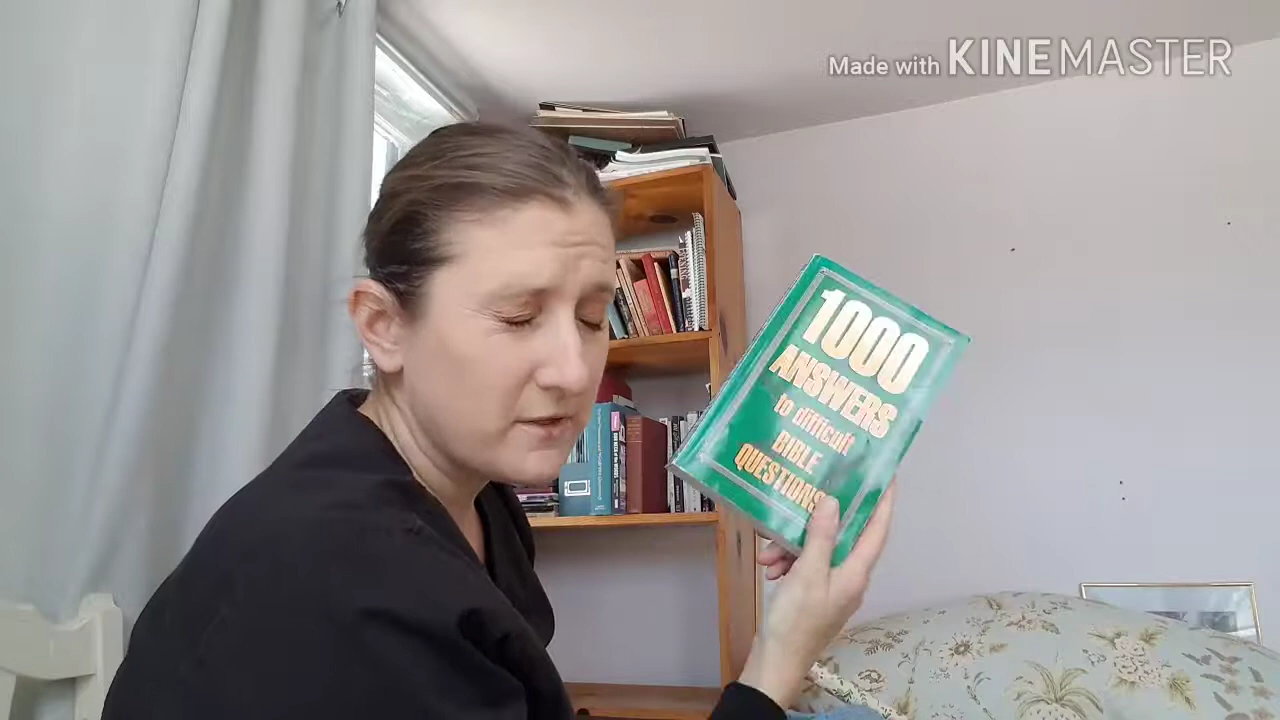 Made with KINEMASTER
1000
ANSWERS
to difficult
BIBLE
QUESTIONS